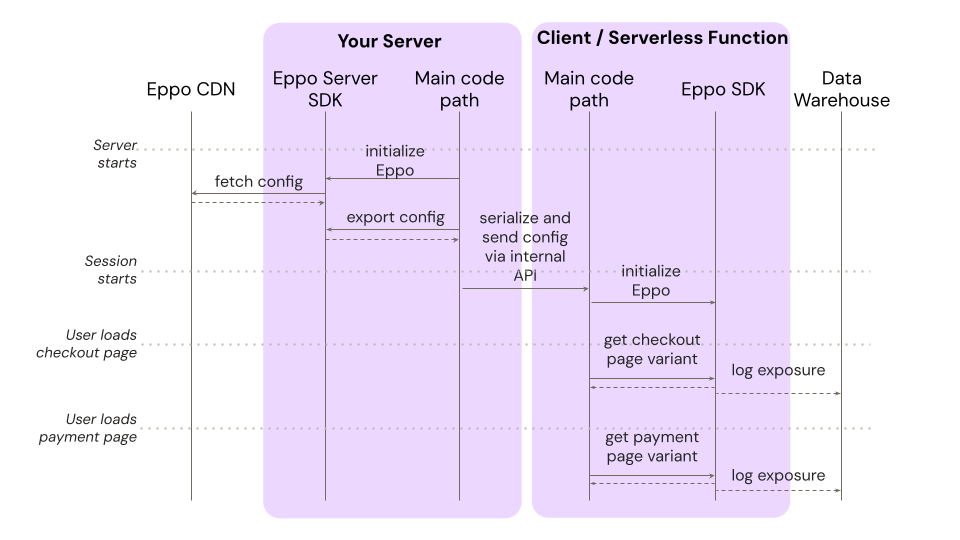 Your Server
Client / Serverless Function
Eppo CDN
Eppo Server
SDK
Main code
path
Main code
path
Eppo SDK
Data
Warehouse
Server
starts
initialize
Eppo
fetch config
export config
serialize and
send config
via internal
API
Session
starts
initialize
Eppo
User loads
checkout page
get checkout
page variant
log exposure
User loads
payment page
get payment
page variant
log exposure